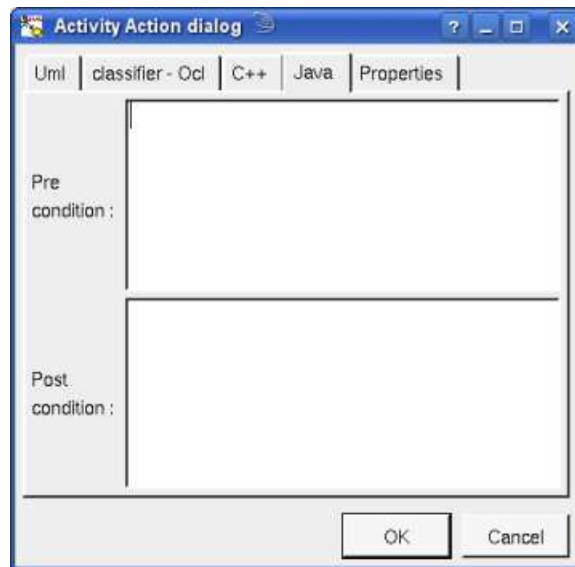 Activity Action dialog
Uml classifier - Ocl C++ Java Properties
Pre
condition :
Post
condition :
OK Cancel